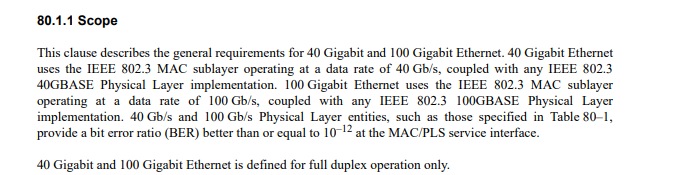 80.1.1 Scope
This clause describes the general requirements for 40 Gigabit and 100 Gigabit Ethernet. 40 Gigabit Ethernet
uses the IEEE 802.3 MAC sublayer operating at a data rate of 40 Gb/s, coupled with any IEEE 802.3
40GBASE Physical Layer implementation. 100 Gigabit Ethernet uses the IEEE 802.3 MAC sublayer
operating at a data rate of 100 Gb/s, coupled with any IEEE 802.3 100GBASE Physical Layer
implementation. 40 Gb/s and 100 Gb/s Physical Layer entities, such as those specified in Table 80–1,
provide a bit error ratio (BER) better than or equal to 10⁻¹² at the MAC/PLS service interface.
40 Gigabit and 100 Gigabit Ethernet is defined for full duplex operation only.